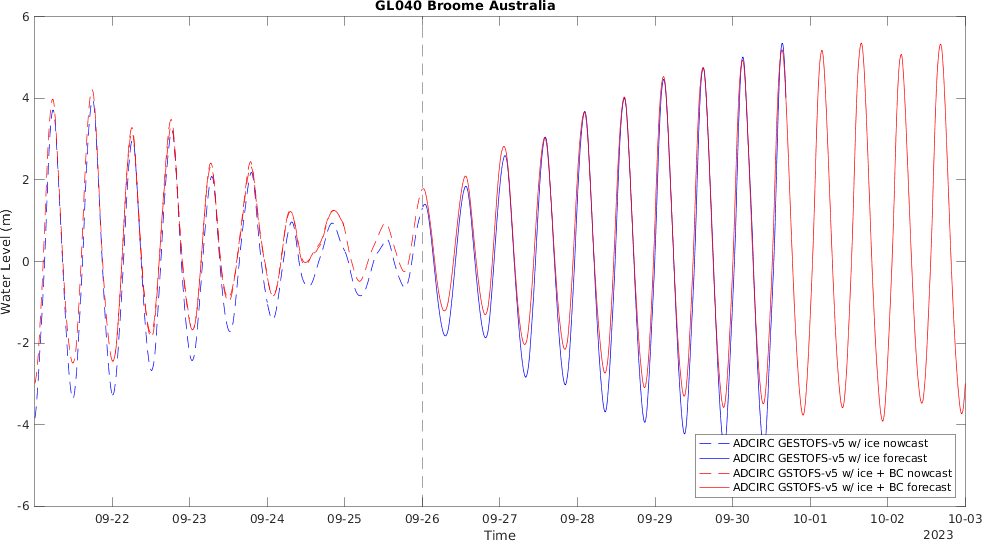 GL040 Broome Australia
6
4
2
0
-2
-4
-6
Water Level (m)
ADCIRC GESTOFS-v5 w/ ice nowcast
ADCIRC GESTOFS-v5 w/ ice forecast
ADCIRC GSTOFS-v5 w/ ice + BC nowcast
ADCIRC GSTOFS-v5 w/ ice + BC forecast
09-22 09-23 09-24 09-25 09-26 09-27 09-28 09-29 09-30 10-01 10-02 10-03
Time
2023